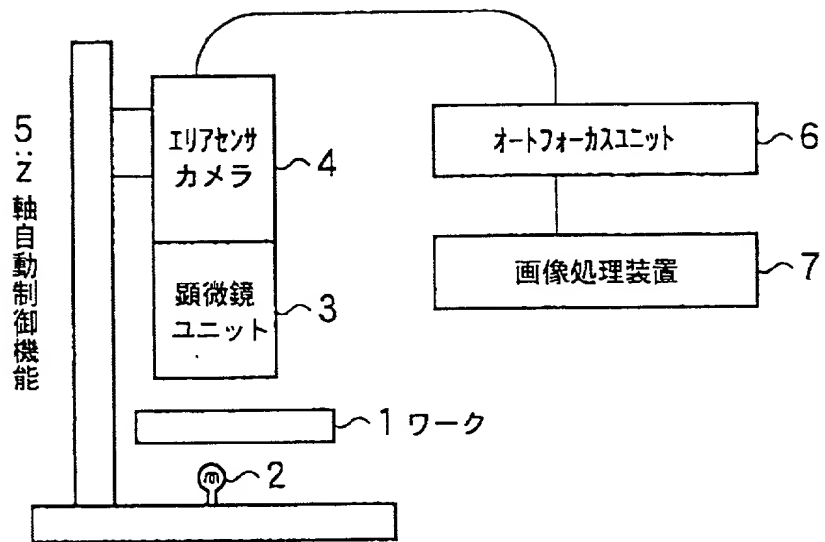 5:Z軸自動制御機能
エリアセンサ
カメラ
4
顕微鏡
ユニット
3
オートフォーカスユニット
6
画像処理装置
7
1 ワーク
2